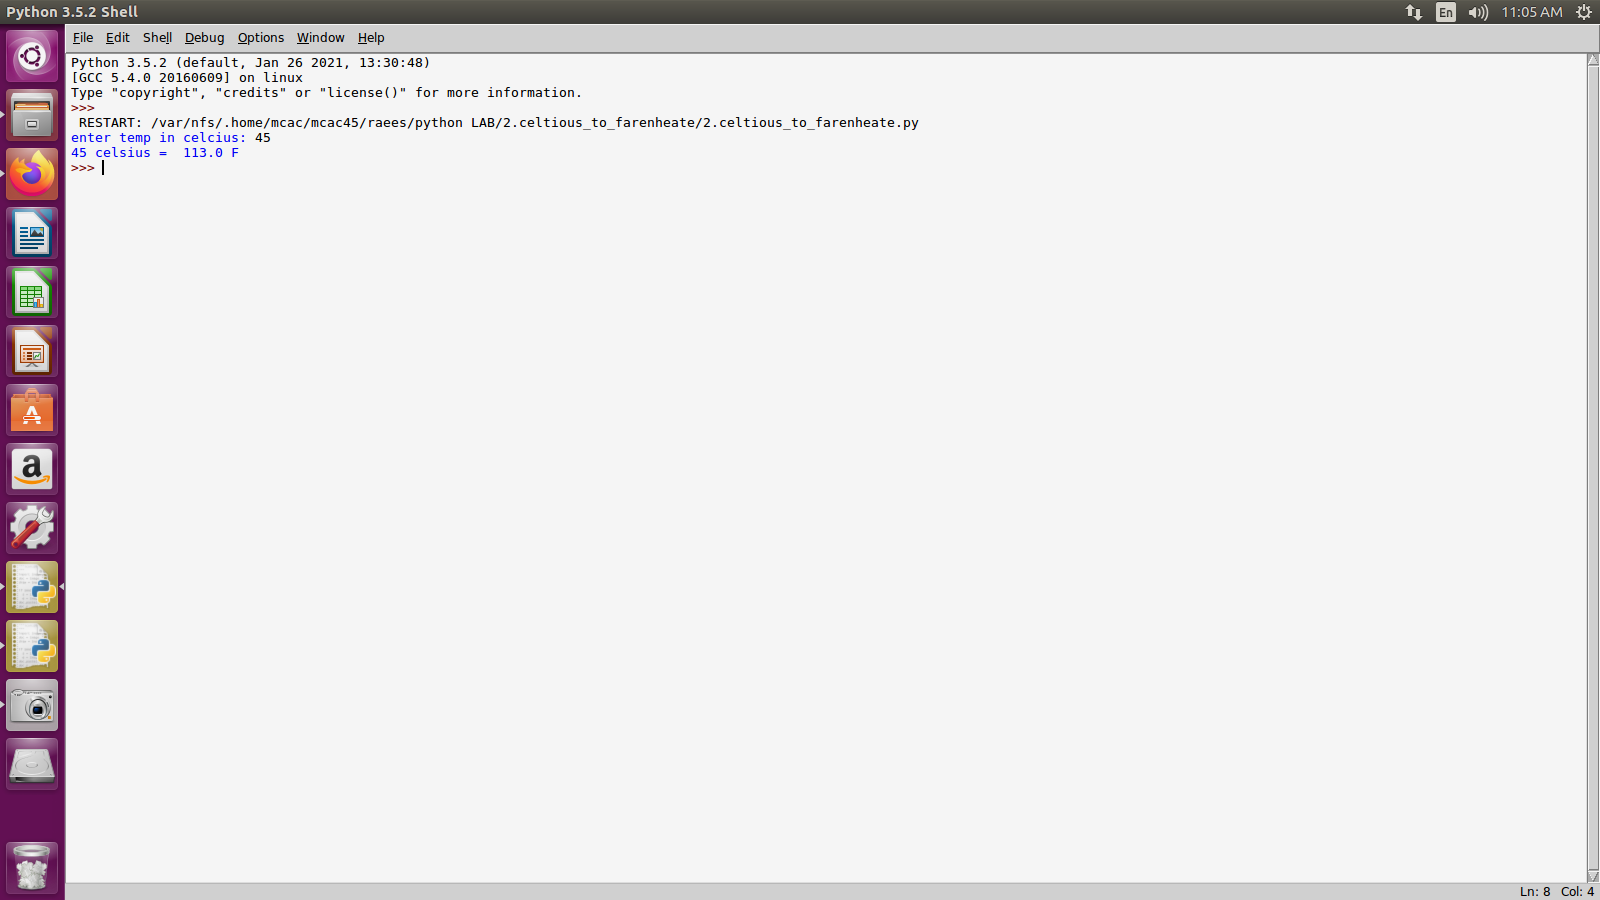 Python 3.5.2 Shell
En
11:05 AM
File Edit Shell Debug Options Window Help
Python 3.5.2 (default, Jan 26 2021, 13:30:48)
[GCC 5.4.0 20160609] on linux
Type "copyright", "credits" or "license()" for more information.
>>>
 RESTART: /var/nfs/.home/mcac/mcac45/raees/python LAB/2.celtious_to_farenheate/2.celtious_to_farenheate.py
enter temp in celcius: 45
45 celsius =  113.0 F
>>>
Ln: 8 Col: 4